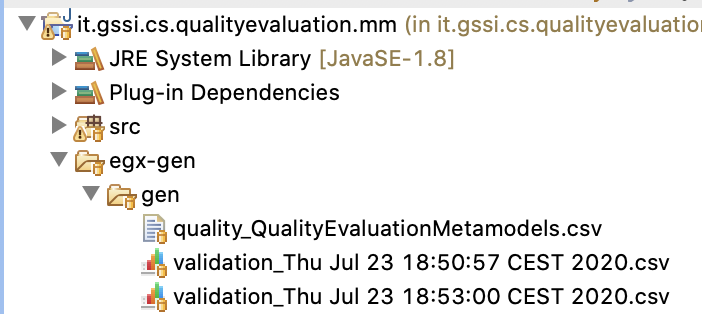 it.gssi.cs.qualityevaluation.mm (in it.gssi.cs.qualityevaluation
JRE System Library [JavaSE-1.8]
Plug-in Dependencies
src
egx-gen
gen
quality_QualityEvaluationMetamodels.csv
validation_Thu Jul 23 18:50:57 CEST 2020.csv
validation_Thu Jul 23 18:53:00 CEST 2020.csv